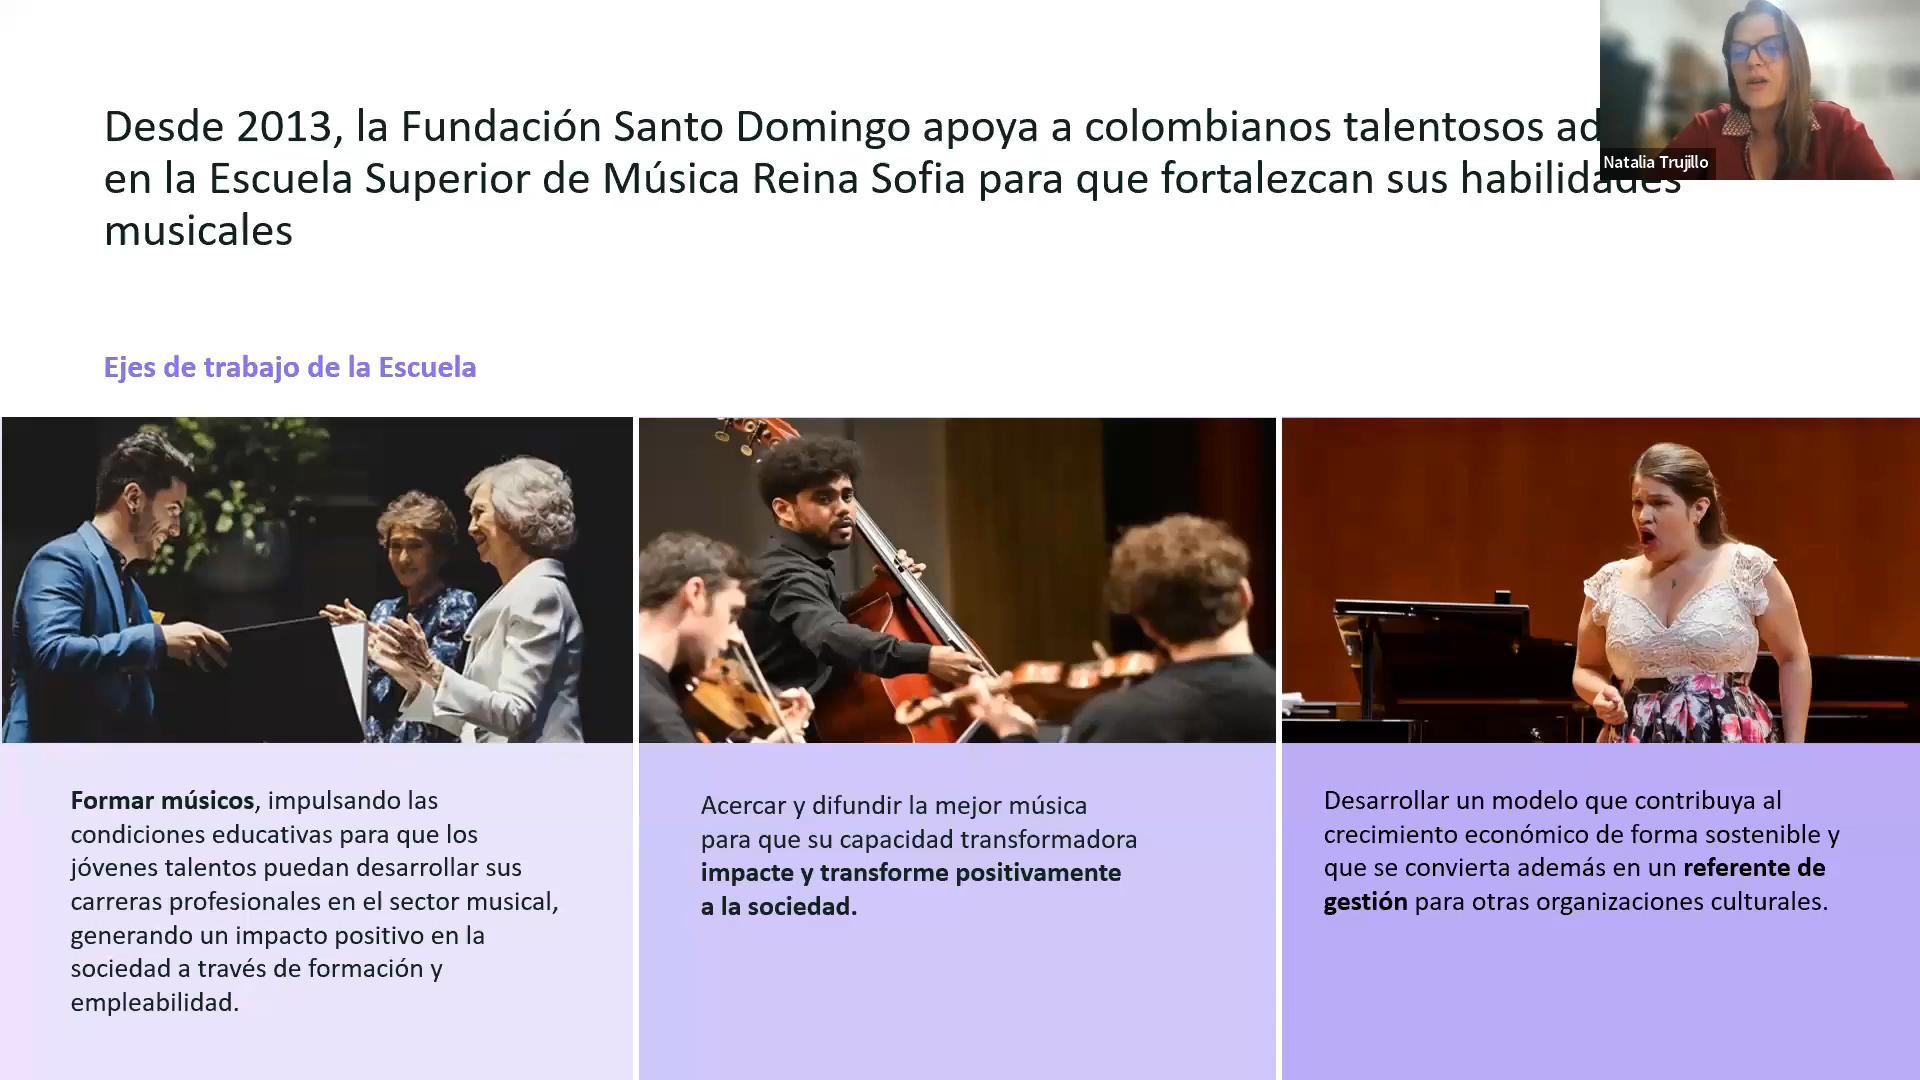 Desde 2013, la Fundación Santo Domingo apoya a colombianos talentosos
en la Escuela Superior de Música Reina Sofia para que fortalezcan sus habilidades
musicales
Natalia Trujillo
Ejes de trabajo de la Escuela
Formar músicos, impulsando las
condiciones educativas para que los
jóvenes talentos puedan desarrollar sus
carreras profesionales en el sector musical,
generando un impacto positivo en la
sociedad a través de formación y
empleabilidad.
Acercar y difundir la mejor música
para que su capacidad transformadora
impacte y transforme positivamente
a la sociedad.
Desarrollar un modelo que contribuya al
crecimiento económico de forma sostenible y
que se convierta además en un referente de
gestión para otras organizaciones culturales.